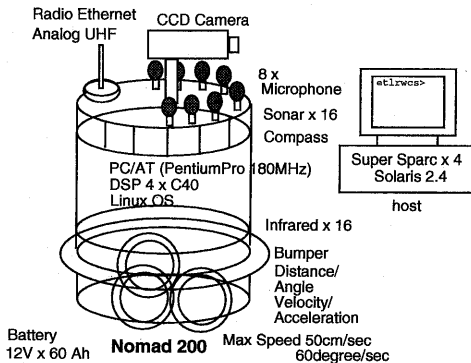 Radio Ethernet
Analog UHF
CCD Camera
8 x
Microphone
Sonar x 16
Compass
etlrwcs>
PC/AT (PentiumPro 180MHz)
DSP 4 x C40
Linux OS
Super Sparc x 4
Solaris 2.4
host
Infrared x 16
Bumper
Distance/
Angle
Velocity/
Acceleration
Battery
12V x 60 Ah
Nomad 200
Max Speed 50cm/sec
60degree/sec